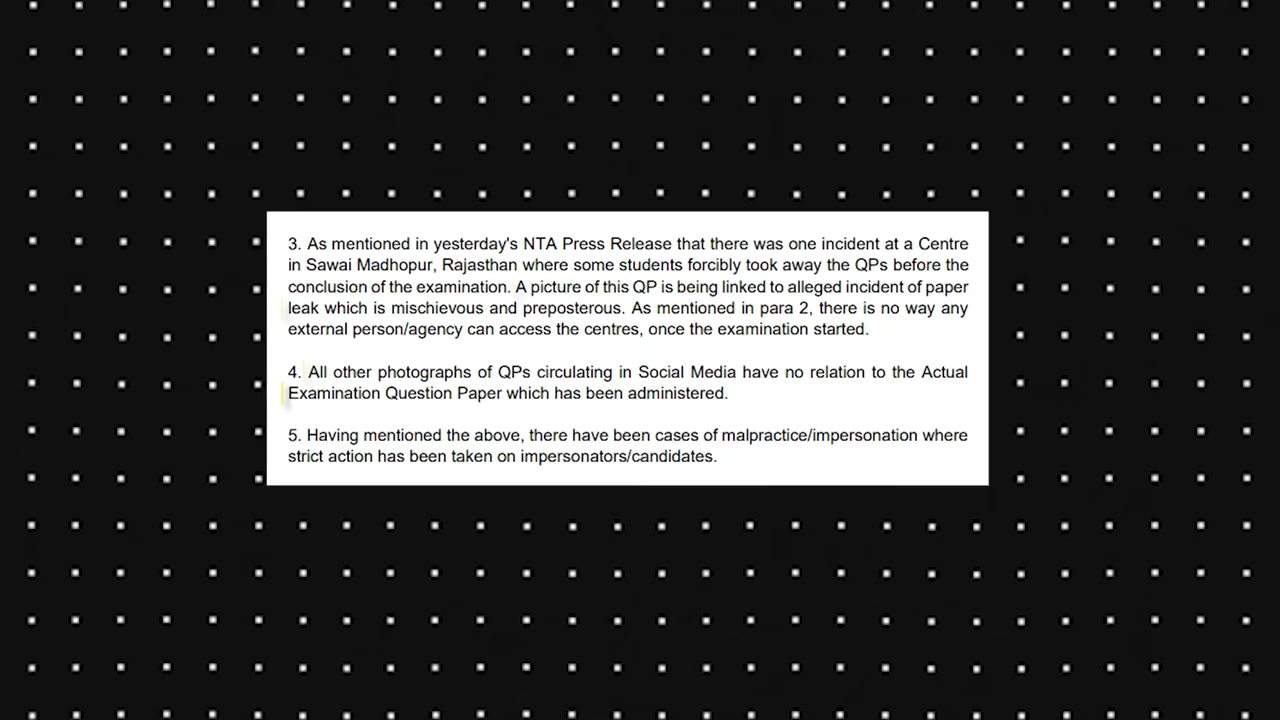 3. As mentioned in yesterday's NTA Press Release that there was one incident at a Centre
in Sawai Madhopur, Rajasthan where some students forcibly took away the QPs before the
conclusion of the examination. A picture of this QP is being linked to alleged incident of paper
leak which is mischievous and preposterous. As mentioned in para 2, there is no way any
external person/agency can access the centres, once the examination started.
4. All other photographs of QPs circulating in Social Media have no relation to the Actual
Examination Question Paper which has been administered.
5. Having mentioned the above, there have been cases of malpractice/impersonation where
strict action has been taken on impersonators/candidates.